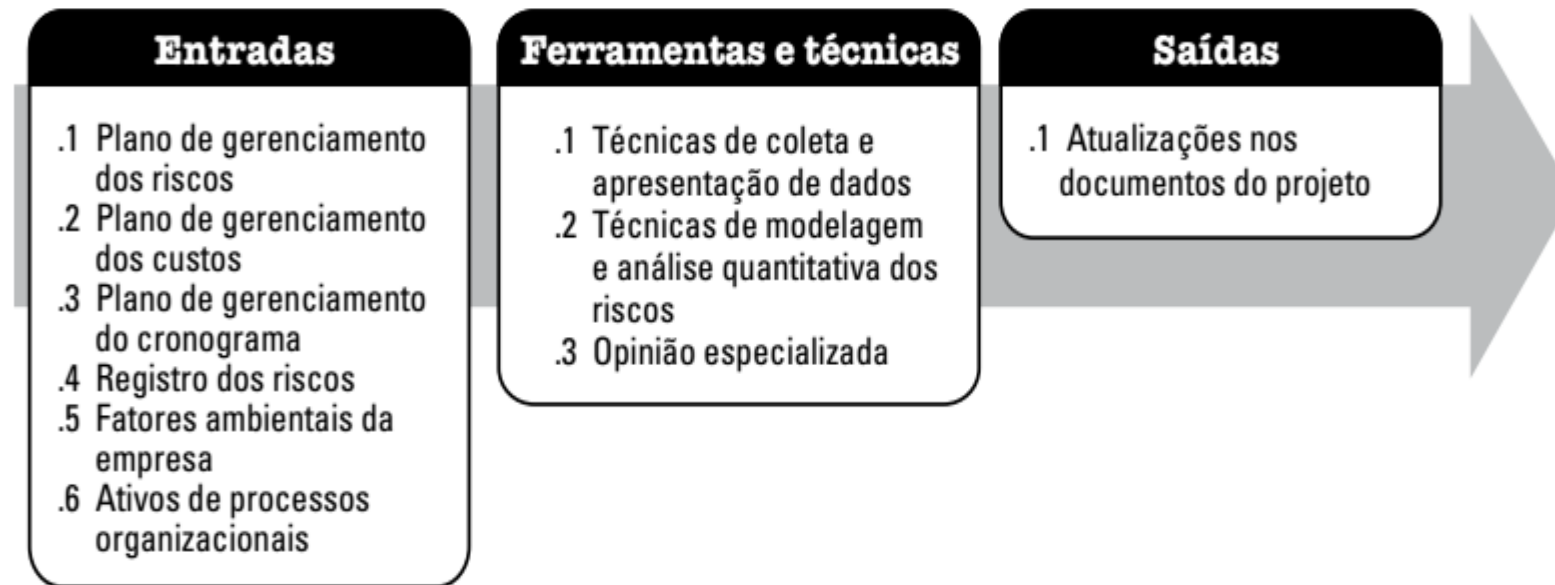 Entradas
.1 Plano de gerenciamento
dos riscos
.2 Plano de gerenciamento
dos custos
.3 Plano de gerenciamento
do cronograma
.4 Registro dos riscos
.5 Fatores ambientais da
empresa
.6 Ativos de processos
organizacionais
Ferramentas e técnicas
.1 Técnicas de coleta e
apresentação de dados
.2 Técnicas de modelagem
e análise quantitativa dos
riscos
.3 Opinião especializada
Saídas
.1 Atualizações nos
documentos do projeto